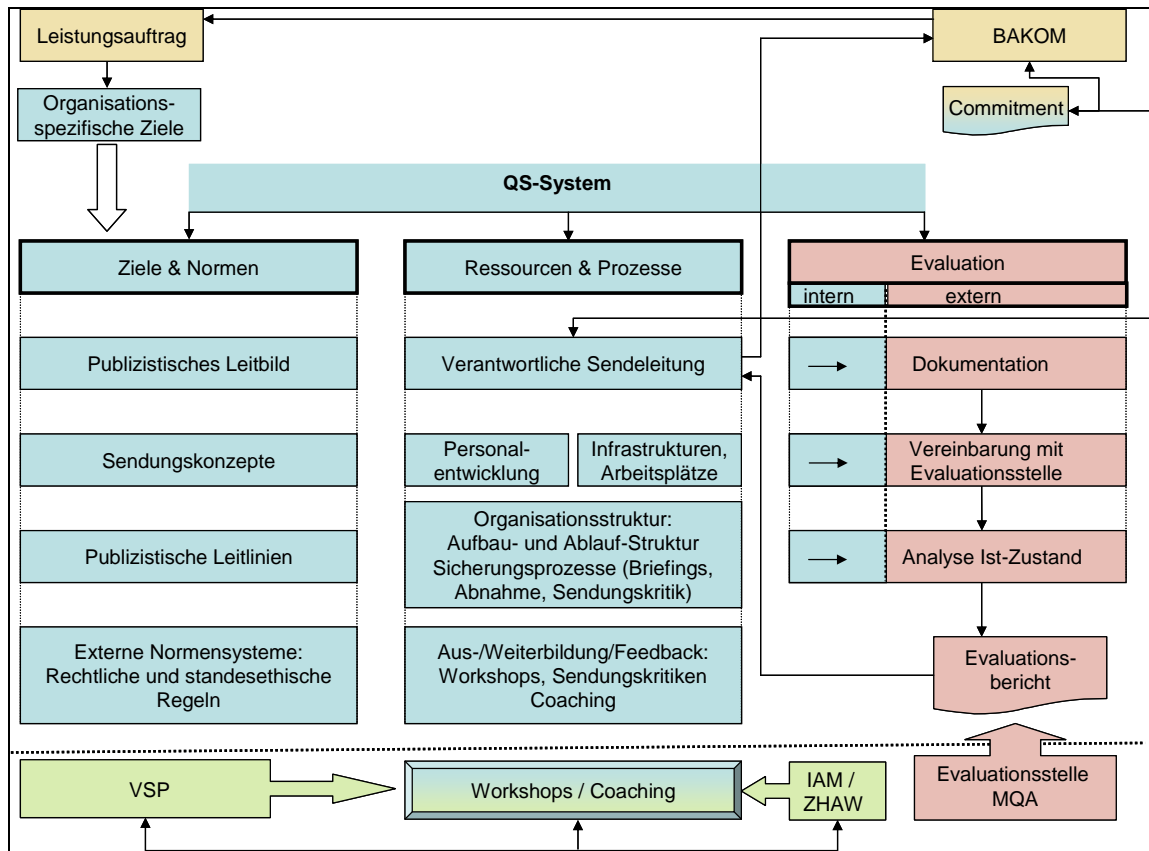 Leistungsauftrag
BAKOM
Organisations-
spezifische Ziele
Commitment
QS-System
Ziele & Normen
Ressourcen & Prozesse
Evaluation
intern
extern
Publizistisches Leitbild
Verantwortliche Sendeleitung
Dokumentation
Sendungskonzepte
Personal-
entwicklung
Infrastrukturen,
Arbeitsplätze
Vereinbarung mit
Evaluationsstelle
Publizistische Leitlinien
Organisationsstruktur:
Aufbau- und Ablauf-Struktur
Sicherungsprozesse (Briefings,
Abnahme, Sendungskritik)
Analyse Ist-Zustand
Externe Normensysteme:
Rechtliche und standesethische
Regeln
Aus-/Weiterbildung/Feedback:
Workshops, Sendungskritiken
Coaching
Evaluations-
bericht
VSP
Workshops / Coaching
IAM /
ZHAW
Evaluationsstelle
MQA